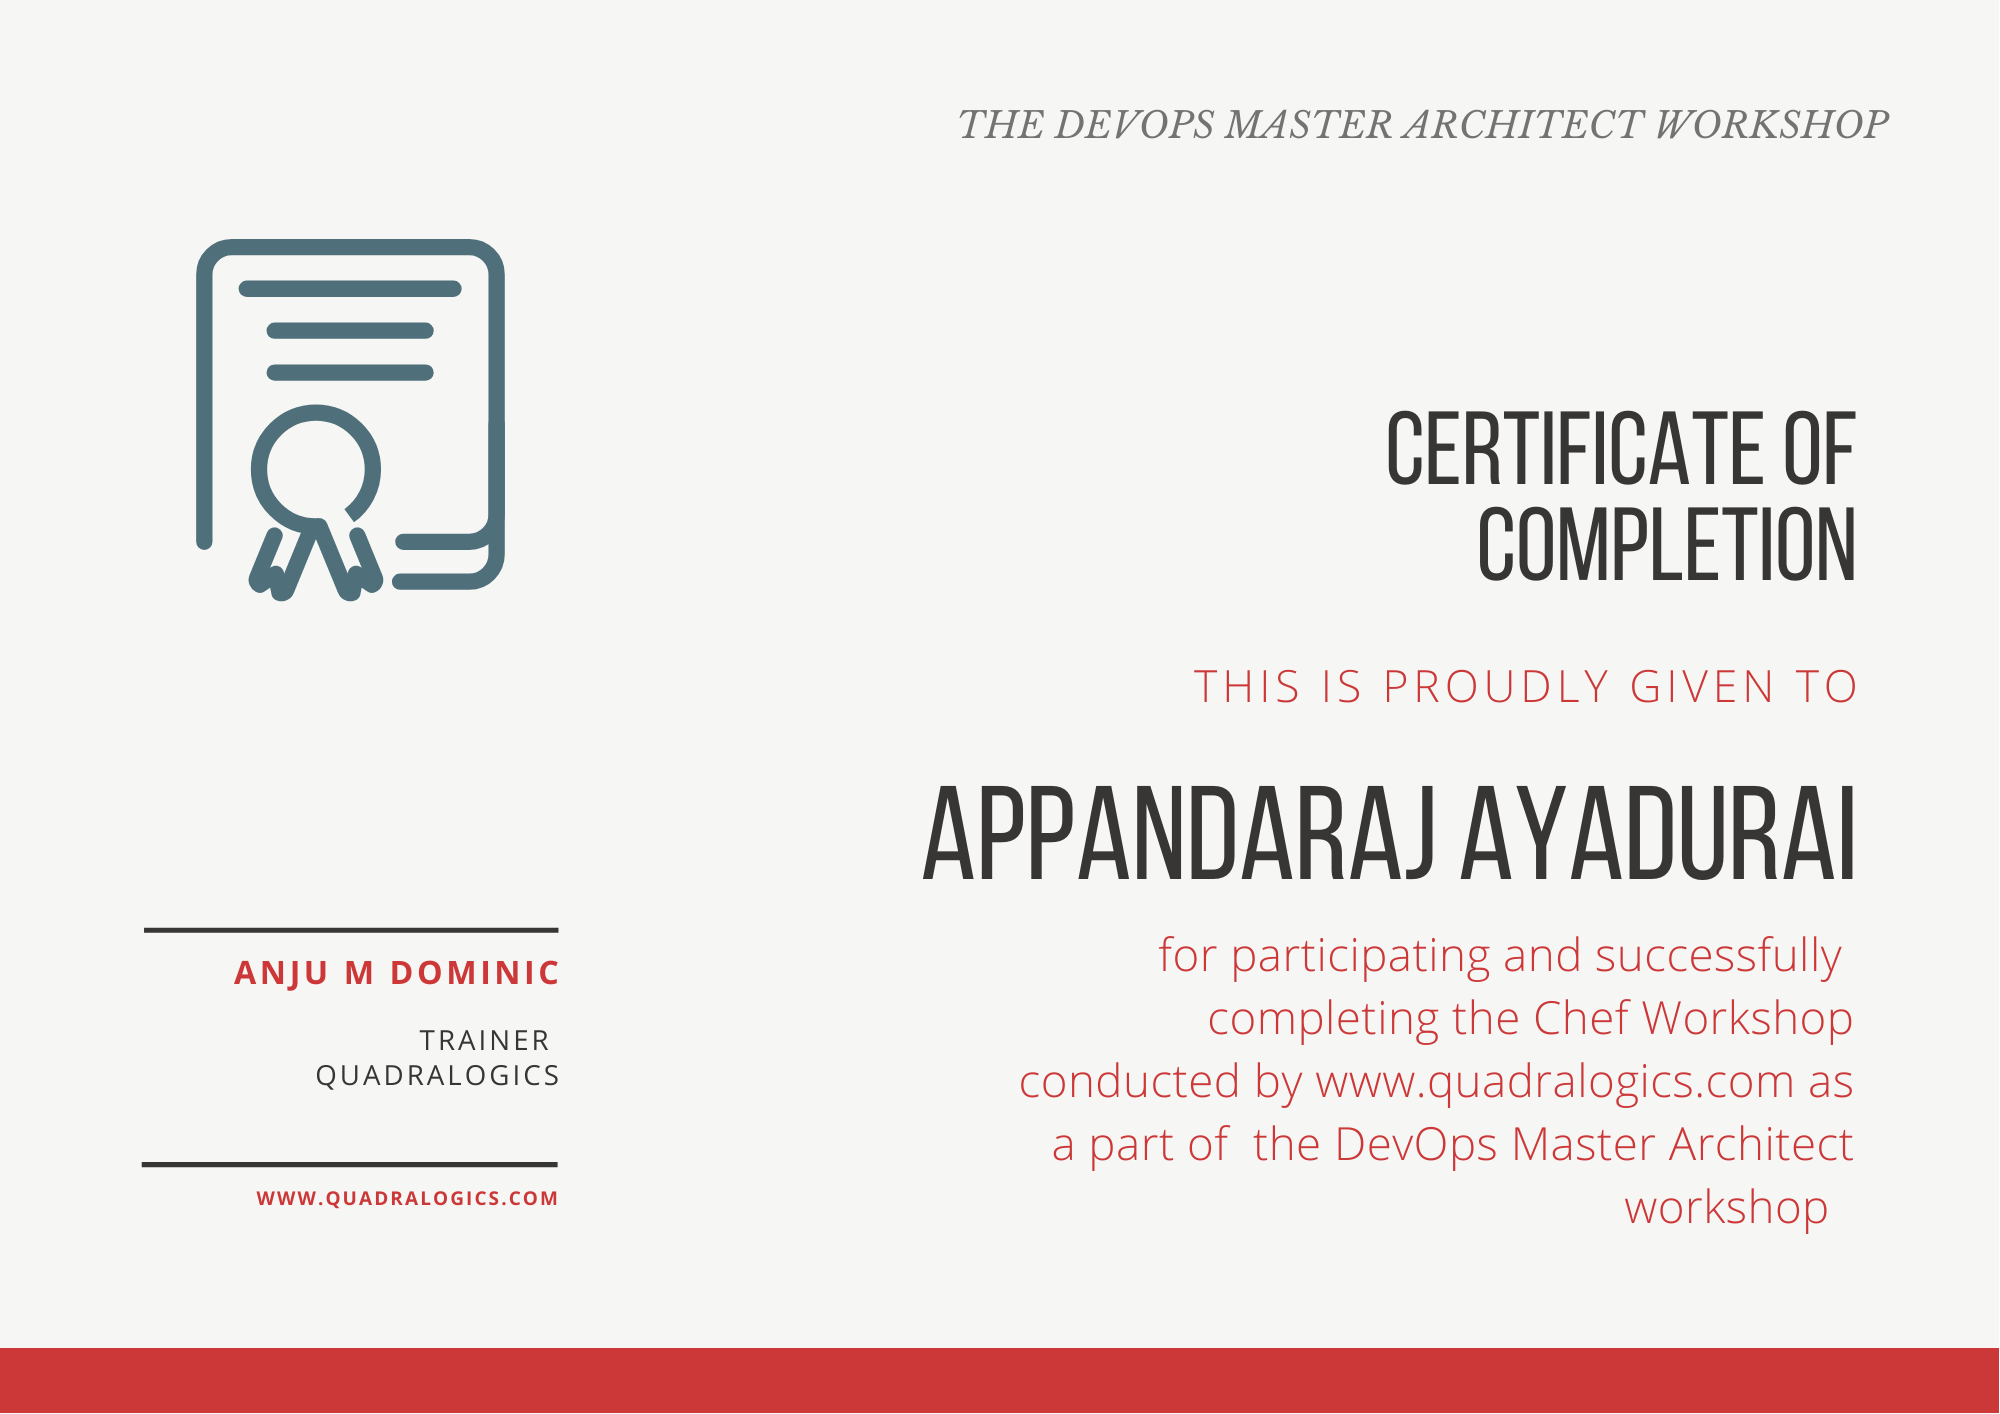 THE DEVOPS MASTER ARCHITECT WORKSHOP
CERTIFICATE OF
COMPLETION
THIS IS PROUDLY GIVEN TO
APPANDARAJ AYADURAI
for participating and successfully
completing the Chef Workshop
conducted by www.quadralogics.com as
a part of the DevOps Master Architect
workshop
ANJU M DOMINIC
TRAINER
QUADRALOGICS
WWW.QUADRALOGICS.COM